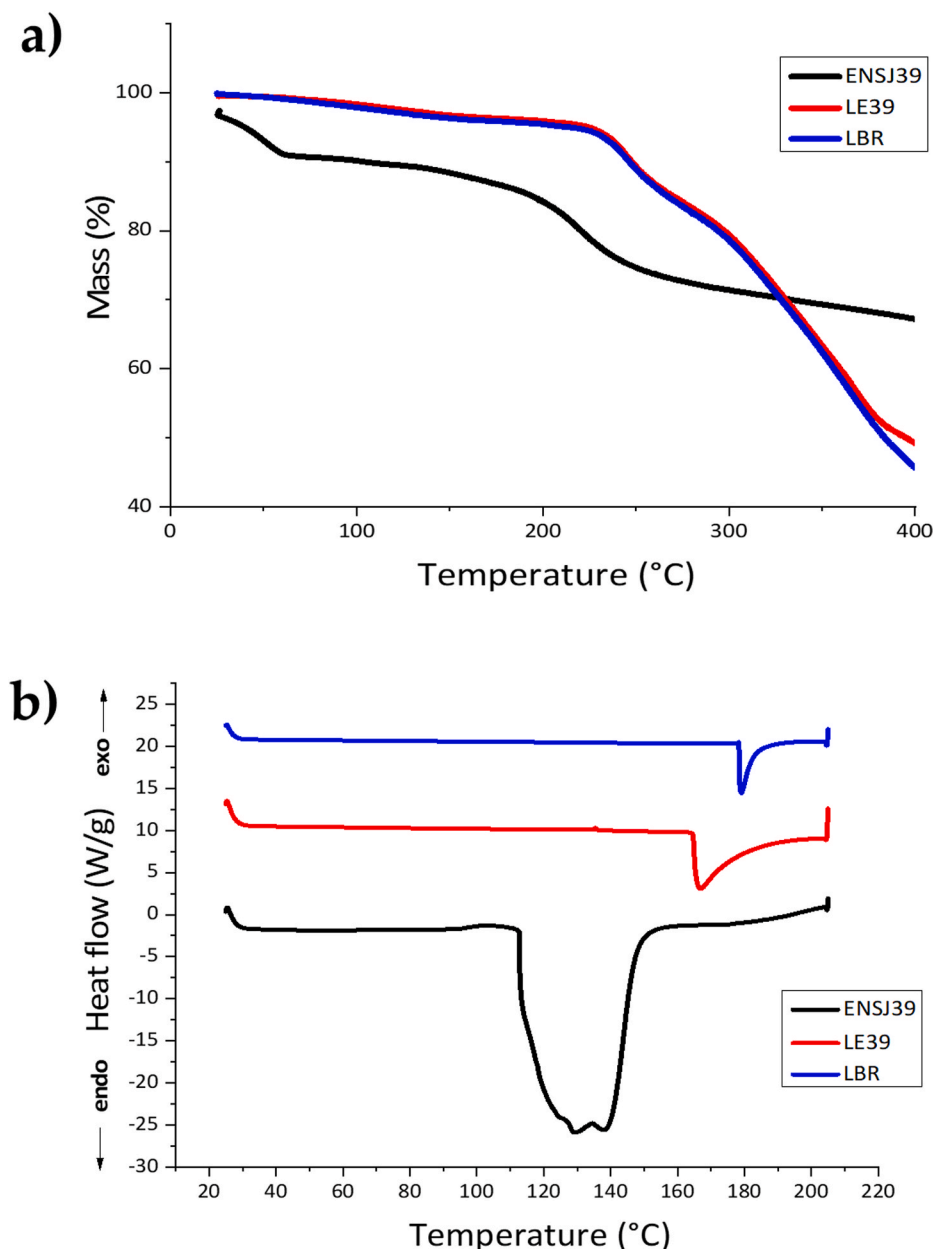 a)
100
80
60
40
Mass (%)
0
100
200
300
400
Temperature (°C)
ENSJ39
LE39
LBR
b)
exo
Heat flow (W/g)
endo
25
20
15
10
5
0
-5
-10
-15
-20
-25
-30
20
40
60
80
100
120
140
160
180
200
220
Temperature (°C)
ENSJ39
LE39
LBR